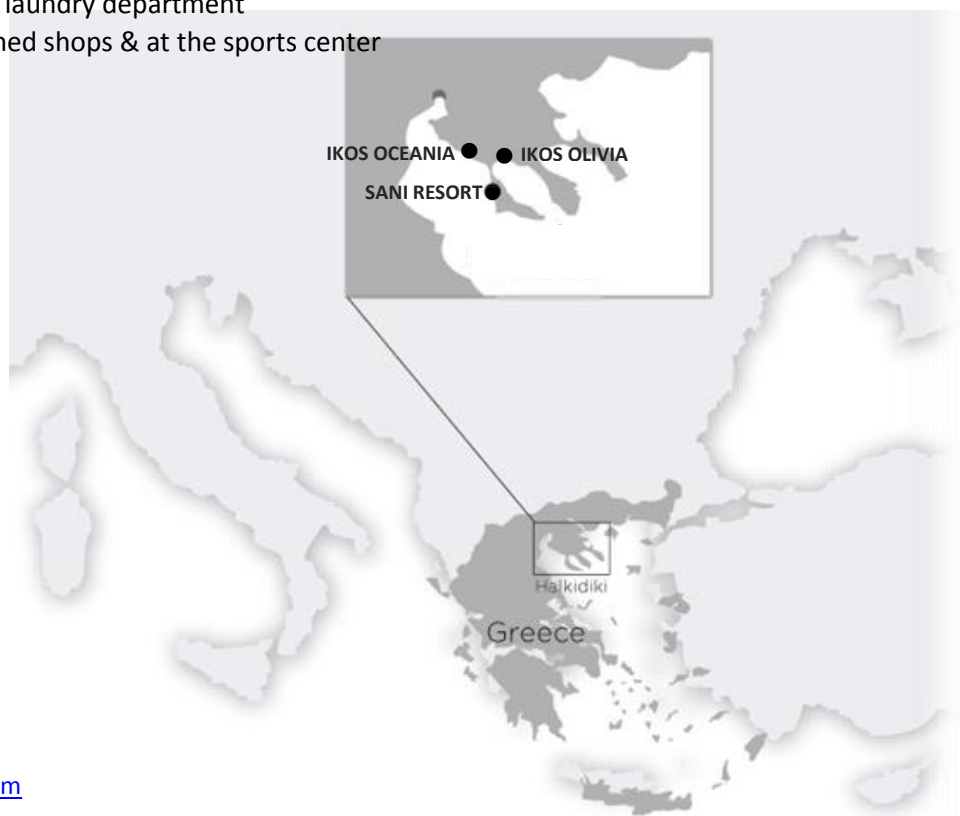 laundry department
ned shops & at the sports center
IKOS OCEANIA
IKOS OLIVIA
SANI RESORT
Halkidiki
Greece
m